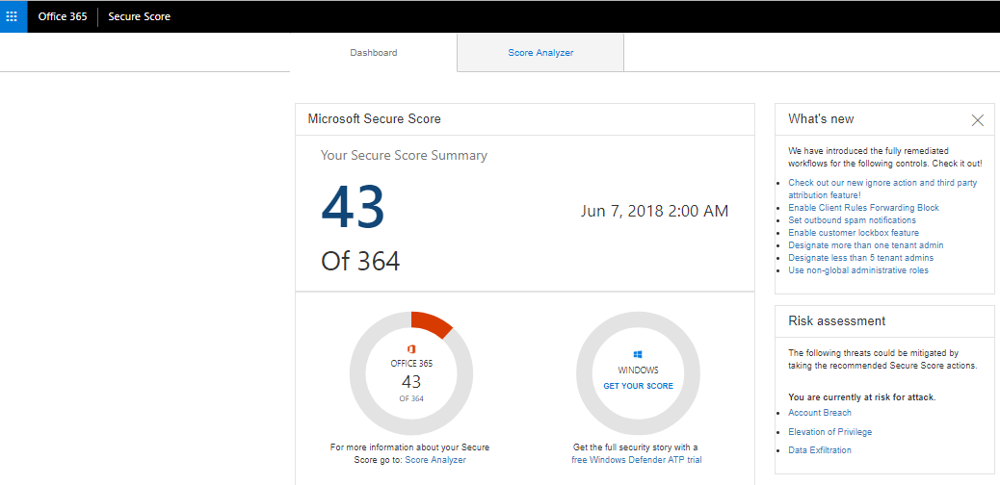 Office 365 Secure Score
Dashboard Score Analyzer
Microsoft Secure Score
Your Secure Score Summary
43
Jun 7, 2018 2:00 AM
Of 364
OFFICE 365
43
OF 364
For more information about your Secure
Score go to: Score Analyzer
WINDOWS
GET YOUR SCORE
Get the full security story with a
free Windows Defender ATP trial
What's new
We have introduced the fully remediated
workflows for the following controls. Check it out!
Check out our new ignore action and third party
attribution feature!
Enable Client Rules Forwarding Block
Set outbound spam notifications
Enable customer lockbox feature
Designate more than one tenant admin
Designate less than 5 tenant admins
Use non-global administrative roles
Risk assessment
The following threats could be mitigated by
taking the recommended Secure Score actions.
You are currently at risk for attack.
Account Breach
Elevation of Privilege
Data Exfiltration